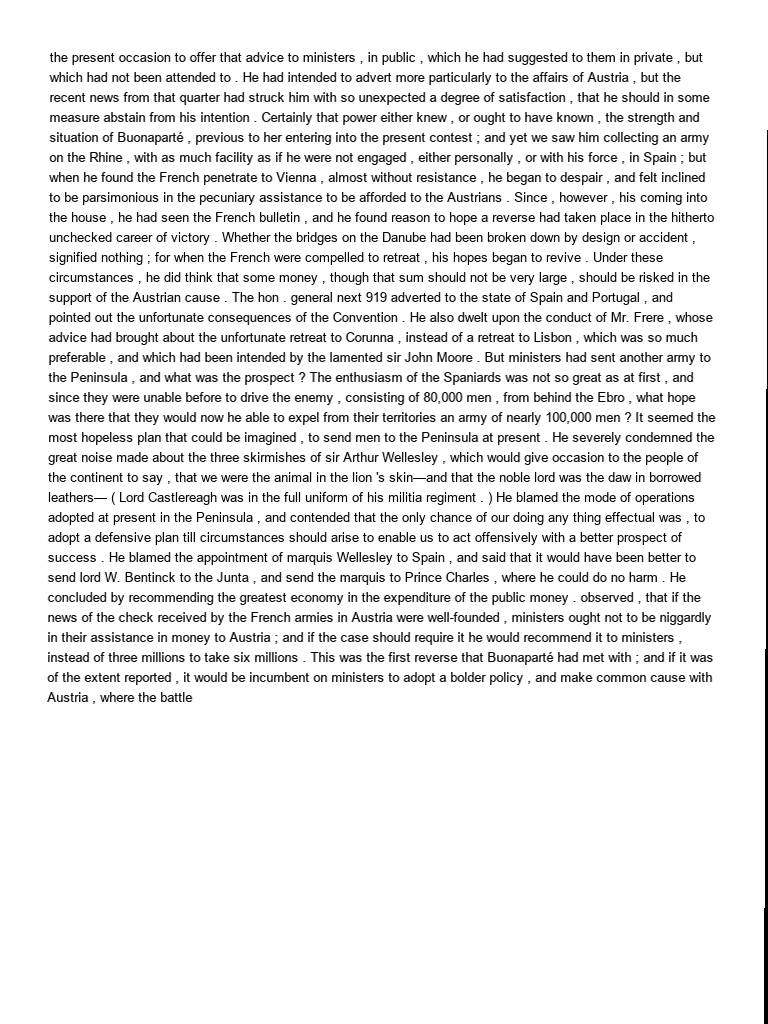 the present occasion to offer that advice to ministers , in public , which he had suggested to them in private , but
which had not been attended to . He had intended to advert more particularly to the affairs of Austria , but the
recent news from that quarter had struck him with so unexpected a degree of satisfaction , that he should in some
measure abstain from his intention . Certainly that power either knew , or ought to have known , the strength and
situation of Buonaparté , previous to her entering into the present contest ; and yet we saw him collecting an army
on the Rhine , with as much facility as if he were not engaged , either personally , or with his force , in Spain ; but
when he found the French penetrate to Vienna , almost without resistance , he began to despair , and felt inclined
to be parsimonious in the pecuniary assistance to be afforded to the Austrians . Since , however , his coming into
the house , he had seen the French bulletin , and he found reason to hope a reverse had taken place in the hitherto
unchecked career of victory . Whether the bridges on the Danube had been broken down by design or accident ,
signified nothing ; for when the French were compelled to retreat , his hopes began to revive . Under these
circumstances , he did think that some money , though that sum should not be very large , should be risked in the
support of the Austrian cause . The hon . general next 919 adverted to the state of Spain and Portugal , and
pointed out the unfortunate consequences of the Convention . He also dwelt upon the conduct of Mr. Frere , whose
advice had brought about the unfortunate retreat to Corunna , instead of a retreat to Lisbon , which was so much
preferable , and which had been intended by the lamented sir John Moore . But ministers had sent another army to
the Peninsula , and what was the prospect ? The enthusiasm of the Spaniards was not so great as at first , and
since they were unable before to drive the enemy , consisting of 80,000 men , from behind the Ebro , what hope
was there that they would now he able to expel from their territories an army of nearly 100,000 men ? It seemed the
most hopeless plan that could be imagined , to send men to the Peninsula at present . He severely condemned the
great noise made about the three skirmishes of sir Arthur Wellesley , which would give occasion to the people of
the continent to say , that we were the animal in the lion 's skin—and that the noble lord was the daw in borrowed
leathers— ( Lord Castlereagh was in the full uniform of his militia regiment . ) He blamed the mode of operations
adopted at present in the Peninsula , and contended that the only chance of our doing any thing effectual was , to
adopt a defensive plan till circumstances should arise to enable us to act offensively with a better prospect of
success . He blamed the appointment of marquis Wellesley to Spain , and said that it would have been better to
send lord W. Bentinck to the Junta , and send the marquis to Prince Charles , where he could do no harm . He
concluded by recommending the greatest economy in the expenditure of the public money . observed , that if the
news of the check received by the French armies in Austria were well-founded , ministers ought not to be niggardly
in their assistance in money to Austria ; and if the case should require it he would recommend it to ministers ,
instead of three millions to take six millions . This was the first reverse that Buonaparté had met with ; and if it was
of the extent reported , it would be incumbent on ministers to adopt a bolder policy , and make common cause with
Austria , where the battle